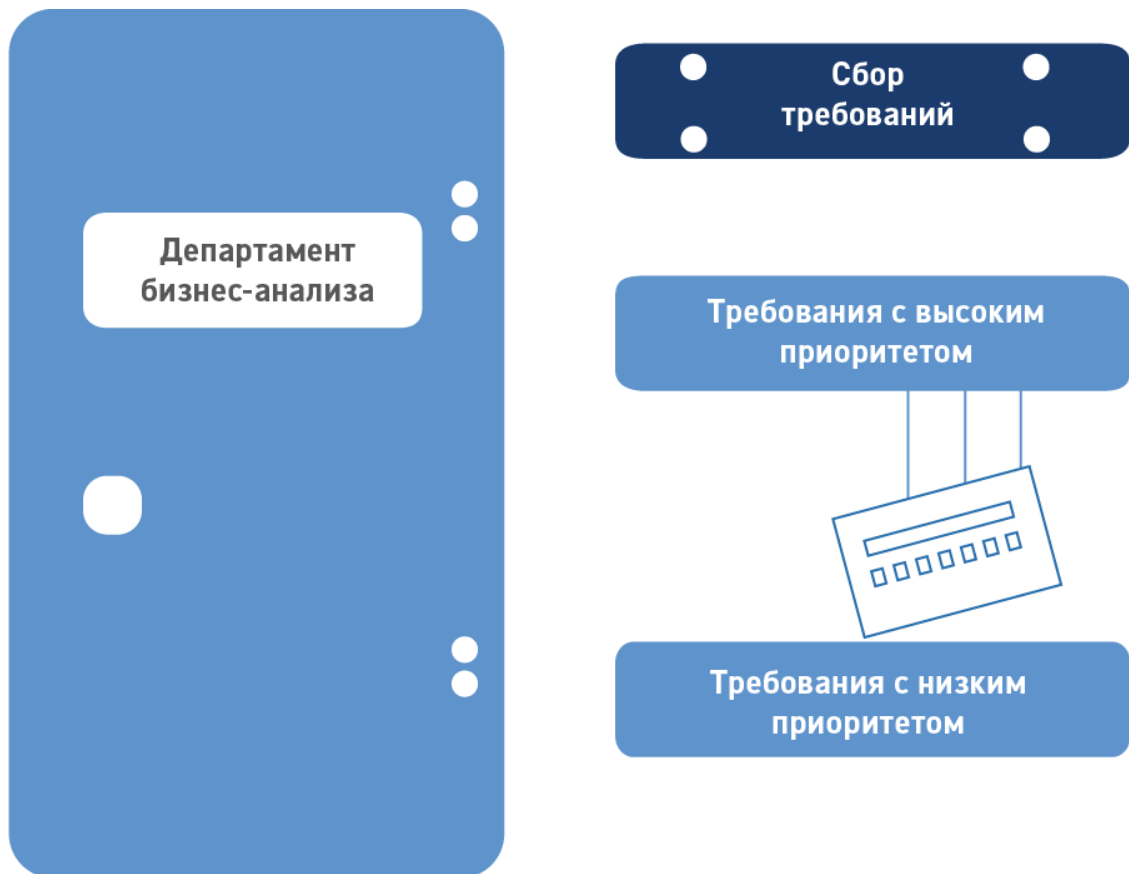 Департамент
бизнес-анализа
Сбор
требований
Требования с высоким
приоритетом
Требования с низким
приоритетом